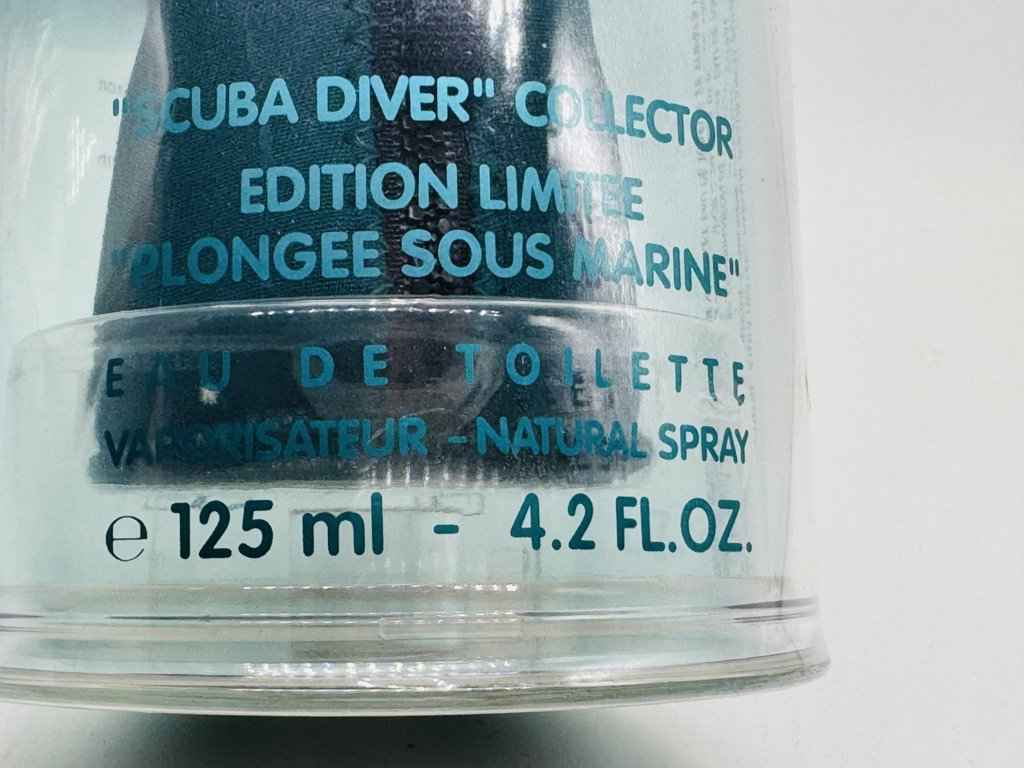 "SCUBA DIVER" COLLECTOR
EDITION LIMITEE
"PLONGEE SOUS MARINE"
EAU DE TOILETTE
VAPORISATEUR - NATURAL SPRAY
℮ 125 ml - 4.2 FL.OZ.